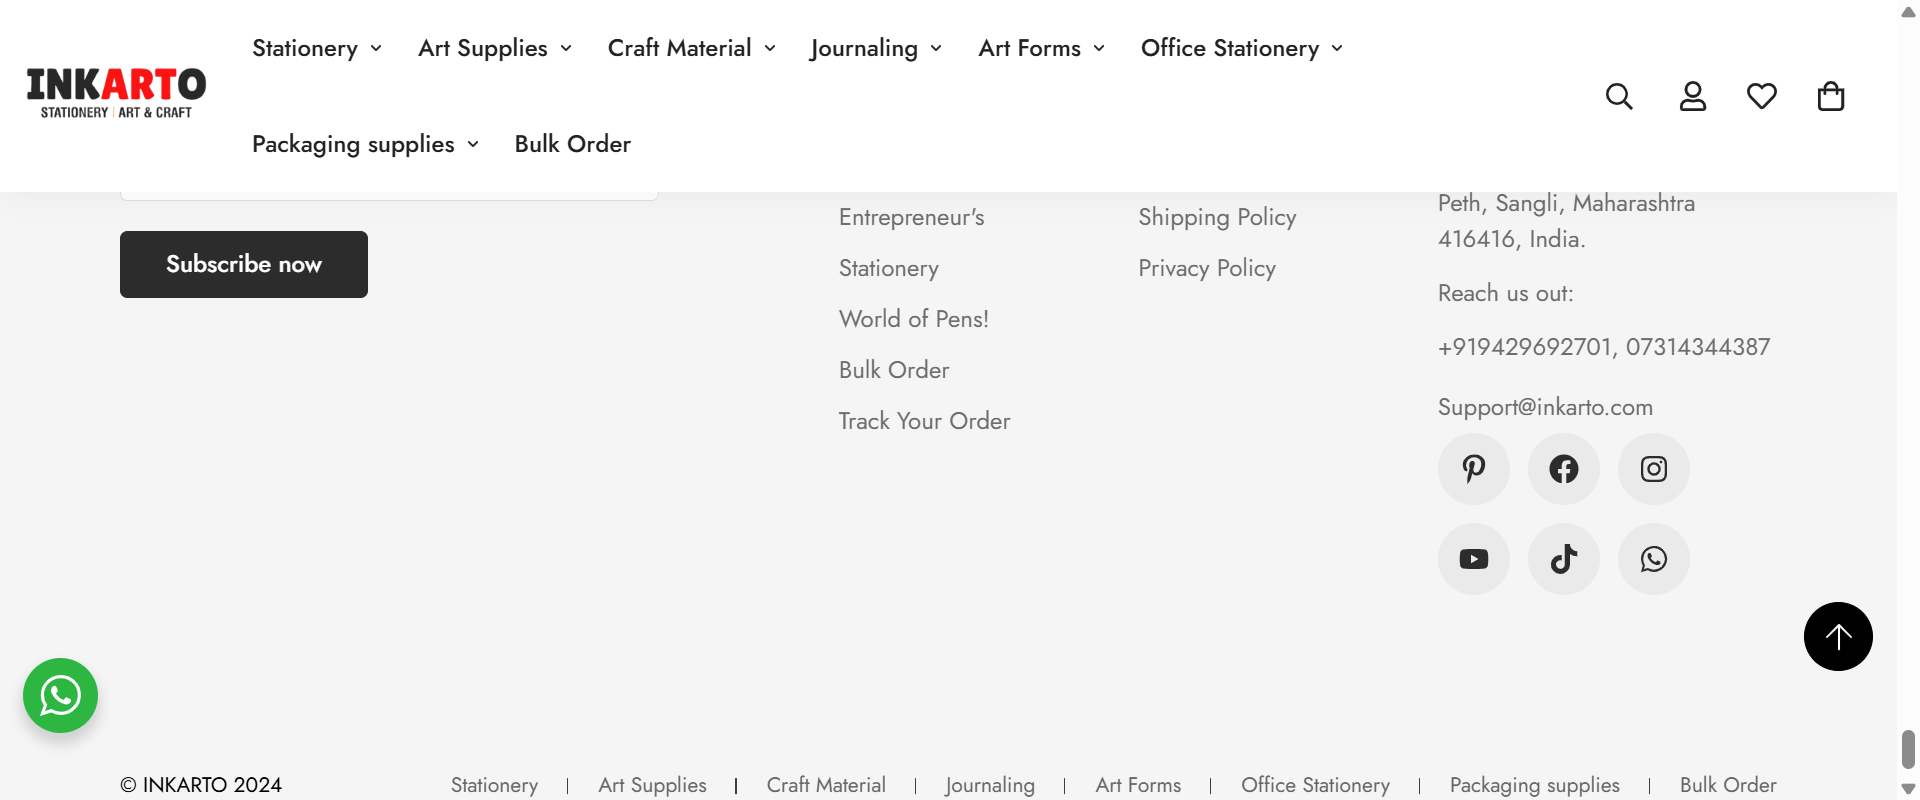 Stationery
Art Supplies
Craft Material
Journaling
Art Forms
Office Stationery
INKARTO
STATIONERY | ART & CRAFT
Packaging supplies
Bulk Order
Subscribe now
Entrepreneur's
Stationery
World of Pens!
Bulk Order
Track Your Order
Shipping Policy
Privacy Policy
Peth, Sangli, Maharashtra
416416, India.
Reach us out:
+919429692701, 07314344387
Support@inkarto.com
© INKARTO 2024
Stationery | Art Supplies | Craft Material | Journaling | Art Forms | Office Stationery | Packaging supplies | Bulk Order